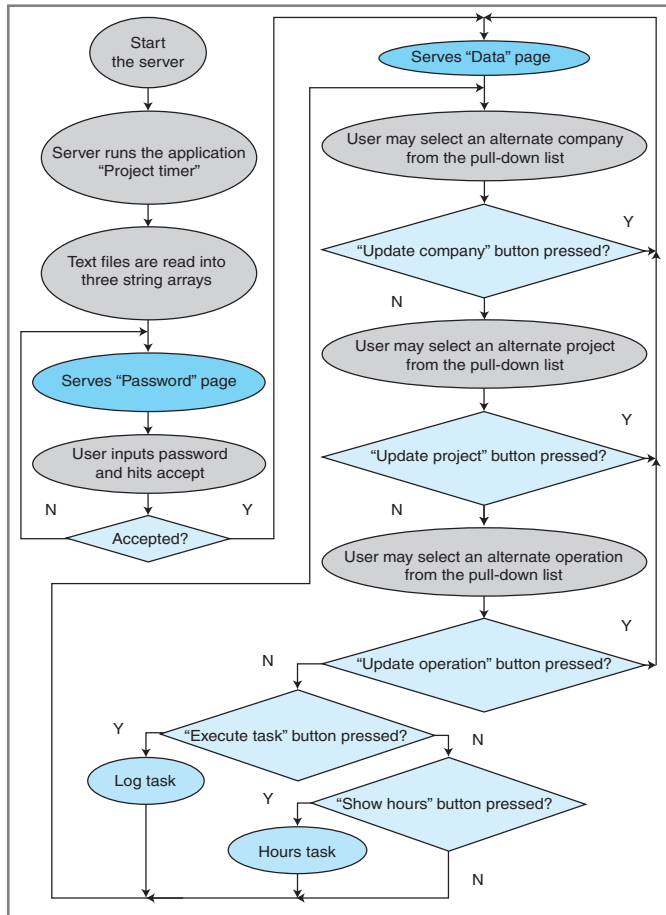 Start
the server
Server runs the application
“Project timer”
Text files are read into
three string arrays
Serves “Password” page
User inputs password
and hits accept
N
Y
Accepted?
Serves “Data” page
User may select an alternate company
from the pull-down list
Y
“Update company” button pressed?
N
User may select an alternate project
from the pull-down list
Y
“Update project” button pressed?
N
User may select an alternate operation
from the pull-down list
Y
“Update operation” button pressed?
N
“Execute task” button pressed?
Y
N
Log task
“Show hours” button pressed?
Y
Hours task
N